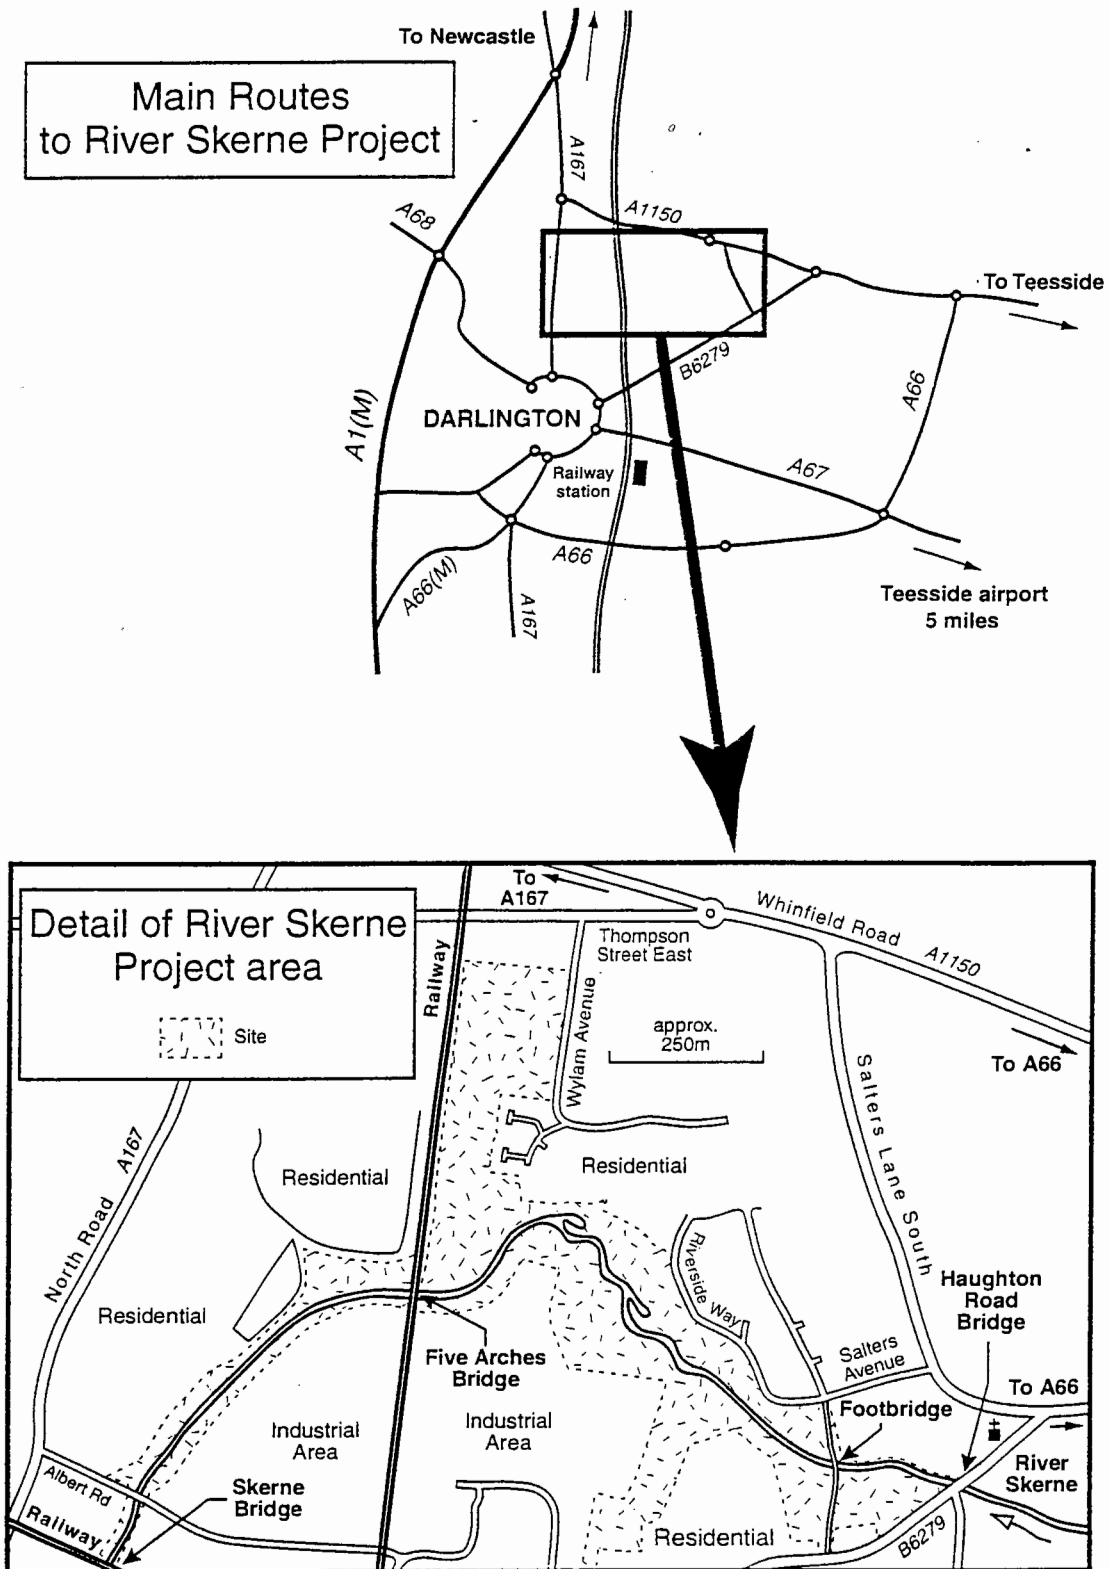 To Newcastle
Main Routes
to River Skerne Project
A167
A1150
A68
To Teesside
B6279
A66
A1(M)
DARLINGTON
A67
Railway
station
A66
A66(M)
A167
Teesside airport
5 miles
Detail of River Skerne
Project area
Site
To
A167
Whinfield Road
A1150
Thompson
Street East
Railway
Wylam Avenue
approx.
250m
To A66
Salters Lane South
A167
North Road
Residential
Residential
Riverside Way
Haughton
Road
Bridge
Residential
Five Arches
Bridge
Salters
Avenue
To A66
Footbridge
Industrial
Area
Industrial
Area
River
Skerne
Albert Rd
Skerne
Bridge
Railway
Residential
B6279